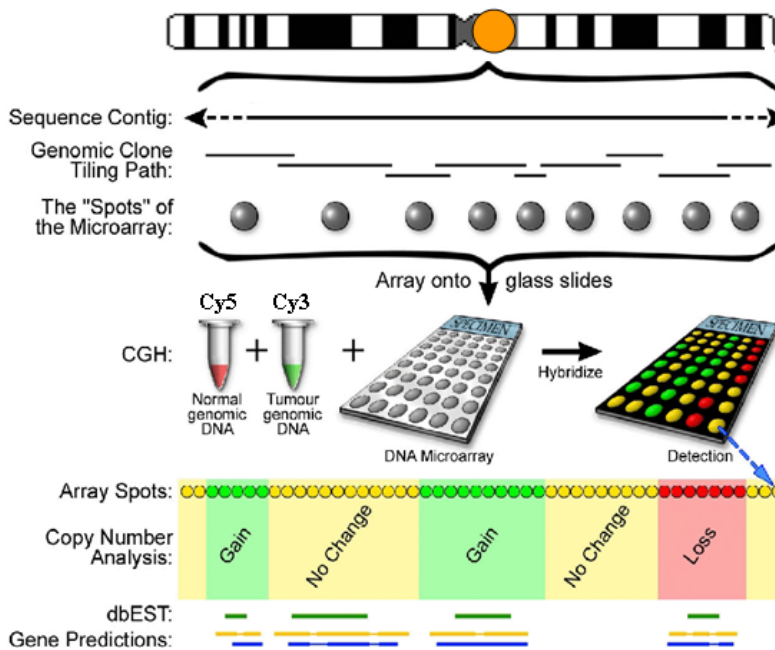 Sequence Contig:
Genomic Clone
Tiling Path:
The "Spots" of
the Microarray:
Array onto glass slides
Cy5 Cy3
SPECIMEN SPECIMEN
CGH:
+ + +
Hybridize
Normal
genomic
DNA
Tumour
genomic
DNA
DNA Microarray
Detection
Array Spots:
Copy Number
Analysis:
Gain
No Change
Gain
No Change
Loss
dbEST:
Gene Predictions: